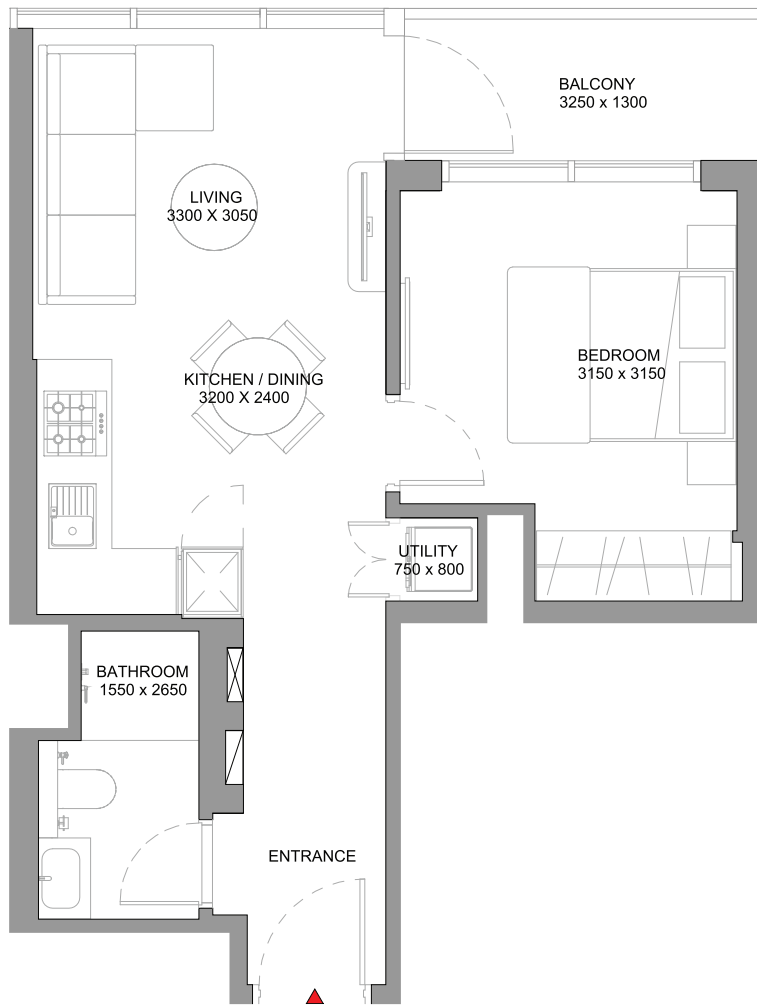 BALCONY
3250 x 1300
LIVING
3300 X 3050
BEDROOM
3150 x 3150
KITCHEN / DINING
3200 X 2400
UTILITY
750 x 800
BATHROOM
1550 x 2650
ENTRANCE